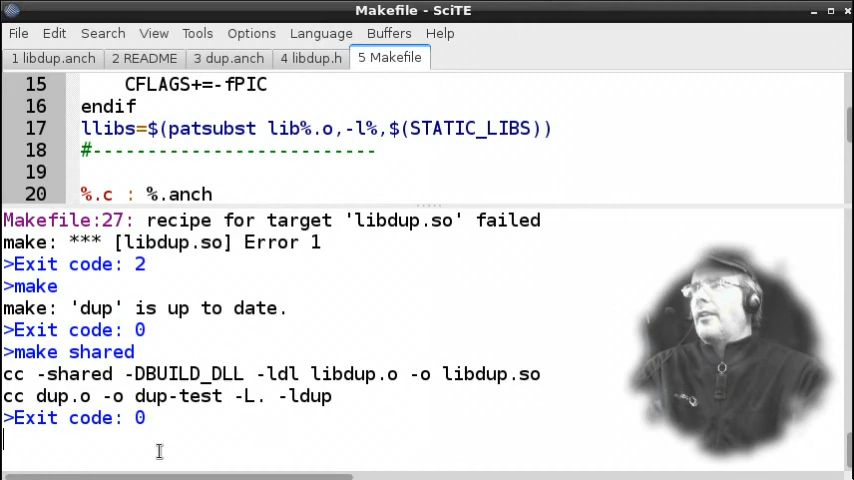 Makefile - SciTE
File Edit Search View Tools Options Language Buffers Help
1 libdup.anch 2 README 3 dup.anch 4 libdup.h 5 Makefile
15 CFLAGS+=-fPIC
16 endif
17 llibs=$(patsubst lib%.o,-l%,$(STATIC_LIBS))
18 #---------------------------
19
20 %.c : %.anch
Makefile:27: recipe for target 'libdup.so' failed
make: *** [libdup.so] Error 1
>Exit code: 2
>make
make: 'dup' is up to date.
>Exit code: 0
>make shared
cc -shared -DBUILD_DLL -ldl libdup.o -o libdup.so
cc dup.o -o dup-test -L. -ldup
>Exit code: 0